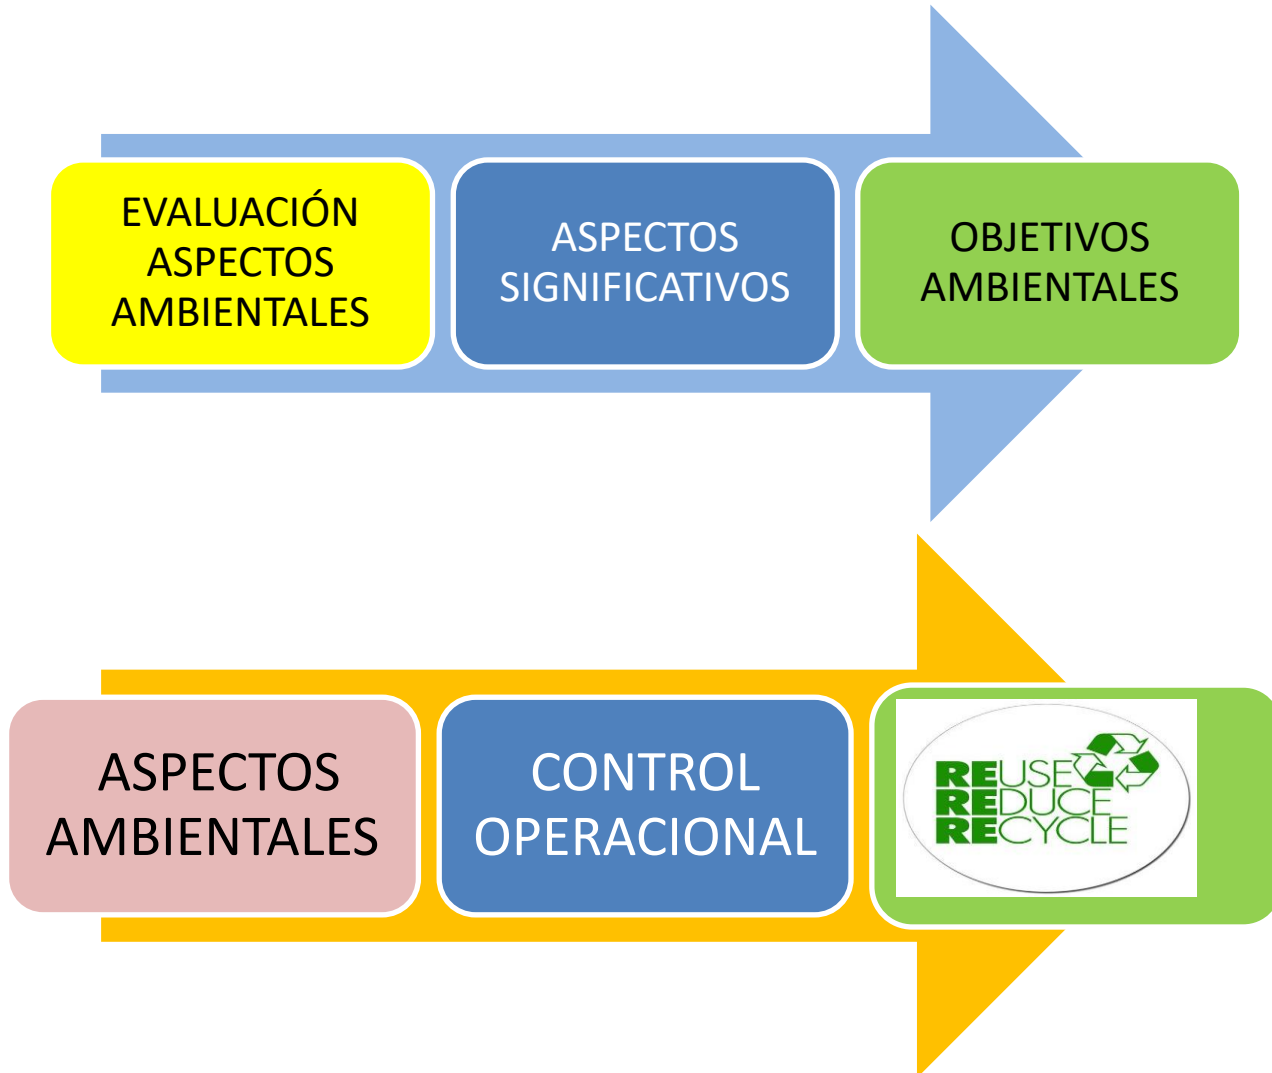 EVALUACIÓN
ASPECTOS
AMBIENTALES
ASPECTOS
SIGNIFICATIVOS
OBJETIVOS
AMBIENTALES
ASPECTOS
AMBIENTALES
CONTROL
OPERACIONAL
REUSE
REDUCE
RECYCLE